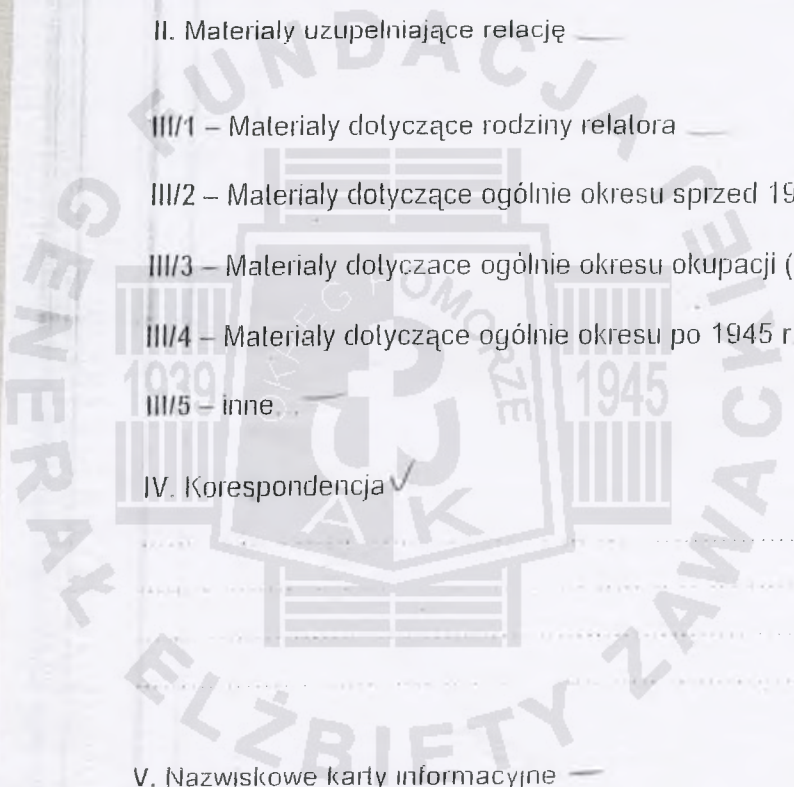 II. Materiały uzupełniające relację
III/1 – Materiały dotyczące rodziny relatora
III/2 – Materiały dotyczące ogólnie okresu sprzed 19
III/3 – Materiały dotyczace ogólnie okresu okupacji (
III/4 – Materiały dotyczące ogólnie okresu po 1945 r
III/5 – inne...
IV. Korespondencja ✓
V. Nazwiskowe karty informacyjne —
FUNDACJA GENERAŁ ELŻBIETY ZAWACKIEJ
OKRĘG POMORZE
1939
1945
AK